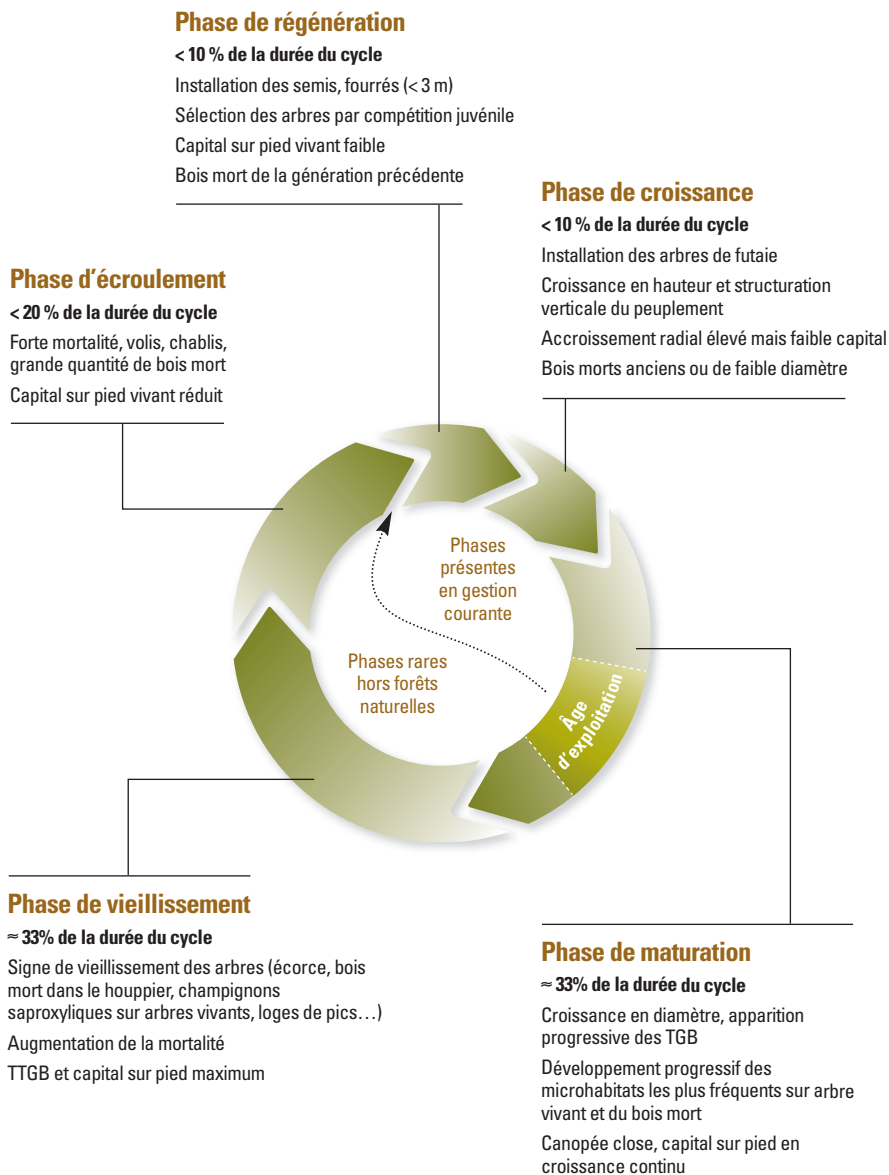 Phase de régénération
< 10 % de la durée du cycle
Installation des semis, fourrés (< 3 m)
Sélection des arbres par compétition juvénile
Capital sur pied vivant faible
Bois mort de la génération précédente
Phase de croissance
< 10 % de la durée du cycle
Installation des arbres de futaie
Croissance en hauteur et structuration
verticale du peuplement
Accroissement radial élevé mais faible capital
Bois morts anciens ou de faible diamètre
Phase d'écroulement
< 20 % de la durée du cycle
Forte mortalité, volis, chablis,
grande quantité de bois mort
Capital sur pied vivant réduit
Phases
présentes
en gestion
courante
Phases rares
hors forêts
naturelles
Âge
d'exploitation
Phase de vieillissement
≈ 33% de la durée du cycle
Signe de vieillissement des arbres (écorce, bois
mort dans le houppier, champignons
saproxyliques sur arbres vivants, loges de pics…)
Augmentation de la mortalité
TTGB et capital sur pied maximum
Phase de maturation
≈ 33% de la durée du cycle
Croissance en diamètre, apparition
progressive des TGB
Développement progressif des
microhabitats les plus fréquents sur arbre
vivant et du bois mort
Canopée close, capital sur pied en
croissance continu